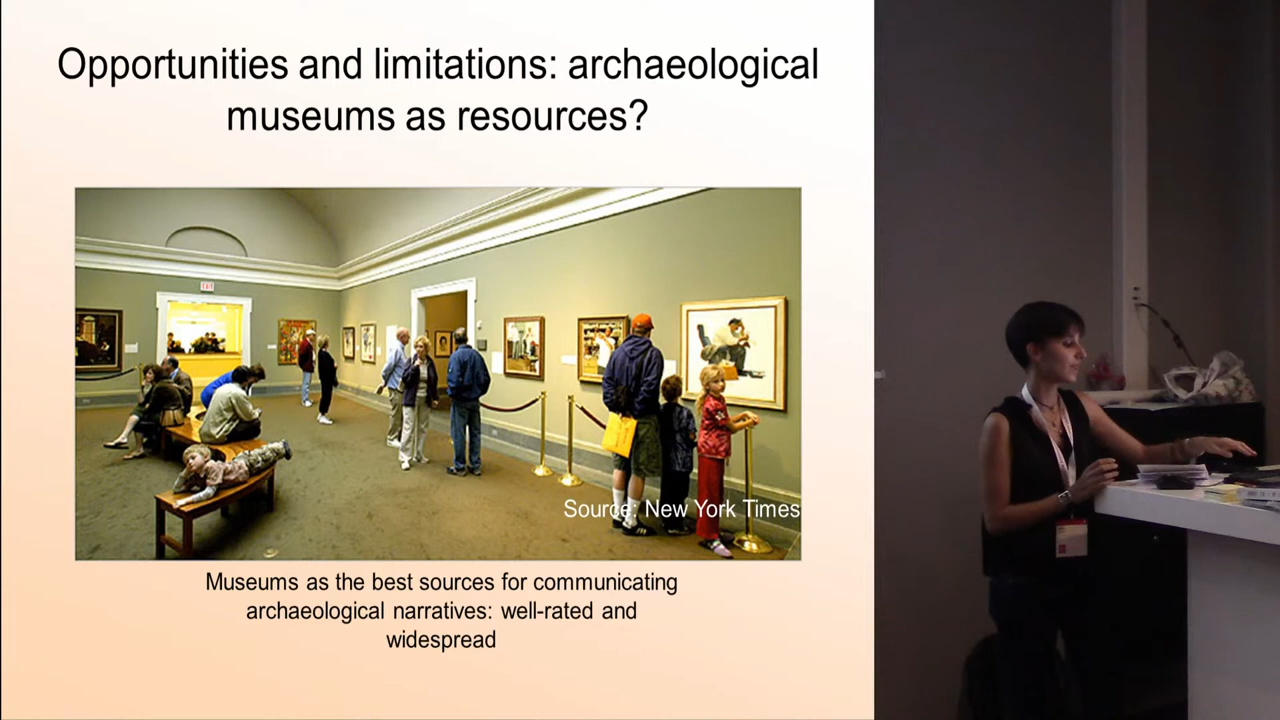 Opportunities and limitations: archaeological
museums as resources?
EXIT
Source: New York Times
Museums as the best sources for communicating
archaeological narratives: well-rated and
widespread